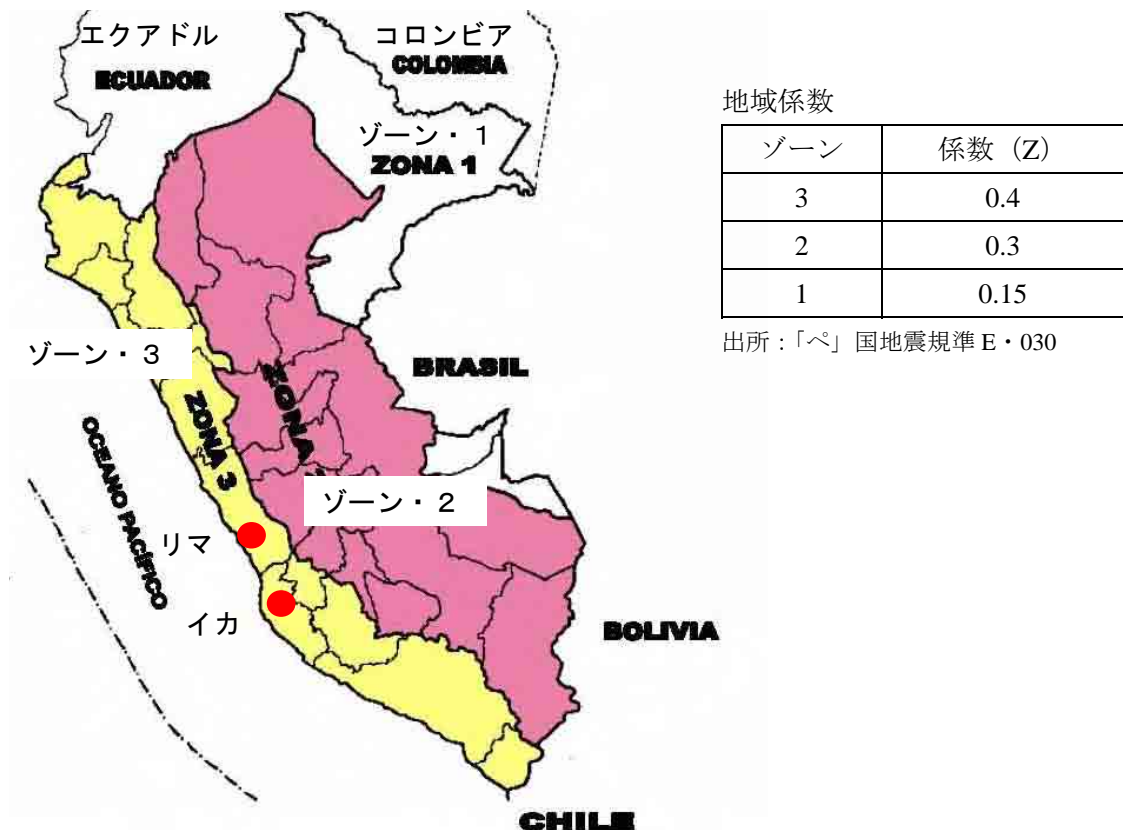 エクアドル
ECUADOR
コロンビア
COLOMBIA
ゾーン・1
ZONA 1
ゾーン・3
ZONA 3
ZONA
ゾーン・2
BRASIL
OCEANO PACÍFICO
リマ
イカ
BOLIVIA
CHILE
地域係数
ゾーン 係数（Z）
3 0.4
2 0.3
1 0.15
出所：「ペ」国地震規準 E・030